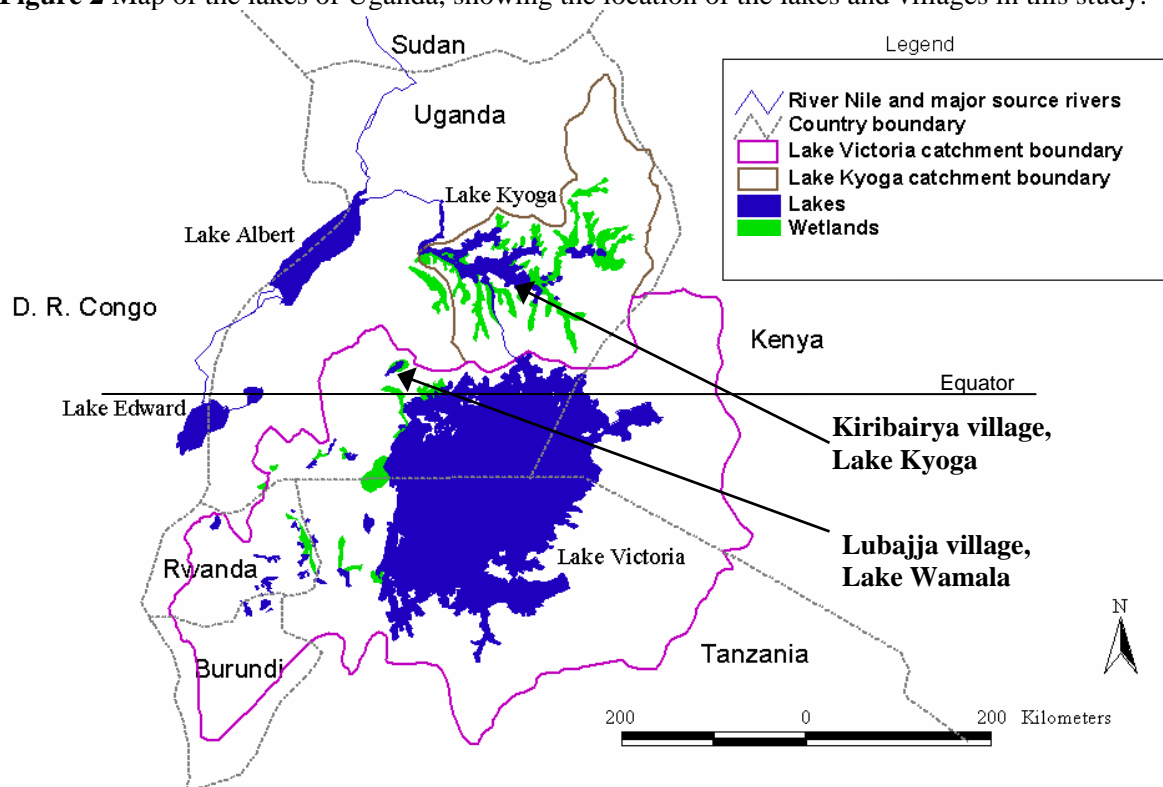 Figure 2 Map of the lakes of Uganda, showing the location of the lakes and villages in this study.
Sudan
Legend
Uganda
River Nile and major source rivers
Country boundary
Lake Victoria catchment boundary
Lake Kyoga catchment boundary
Lakes
Wetlands
Lake Kyoga
Lake Albert
D. R. Congo
Kenya
Equator
Lake Edward
Kiribairya village,
Lake Kyoga
Lubajja village,
Lake Wamala
Lake Victoria
Rwanda
N
Tanzania
Burundi
200 0 200 Kilometers